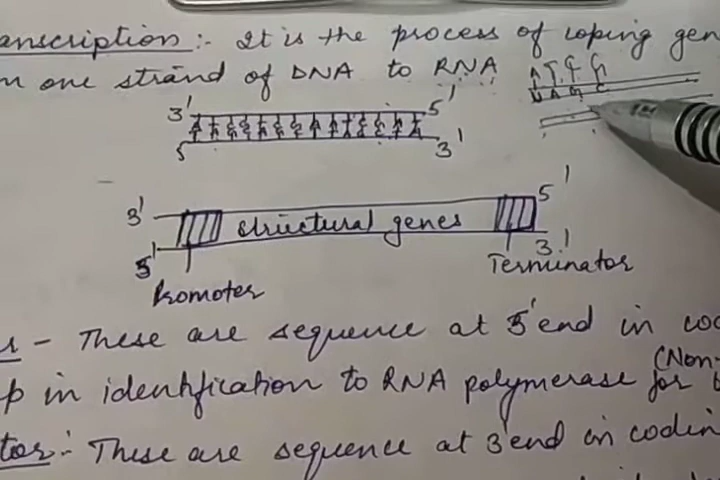 anscription:- It is the process of coping gen
m one strand of DNA to RNA
A T C G
U A G C
3' 5'
5 3'
3' structural genes 5'
5' 3'
Promoter Terminator
r - These are sequence at 5' end in cod
p in identification to RNA polymerase for
(Non-
tor:- These are sequence at 3' end in codin